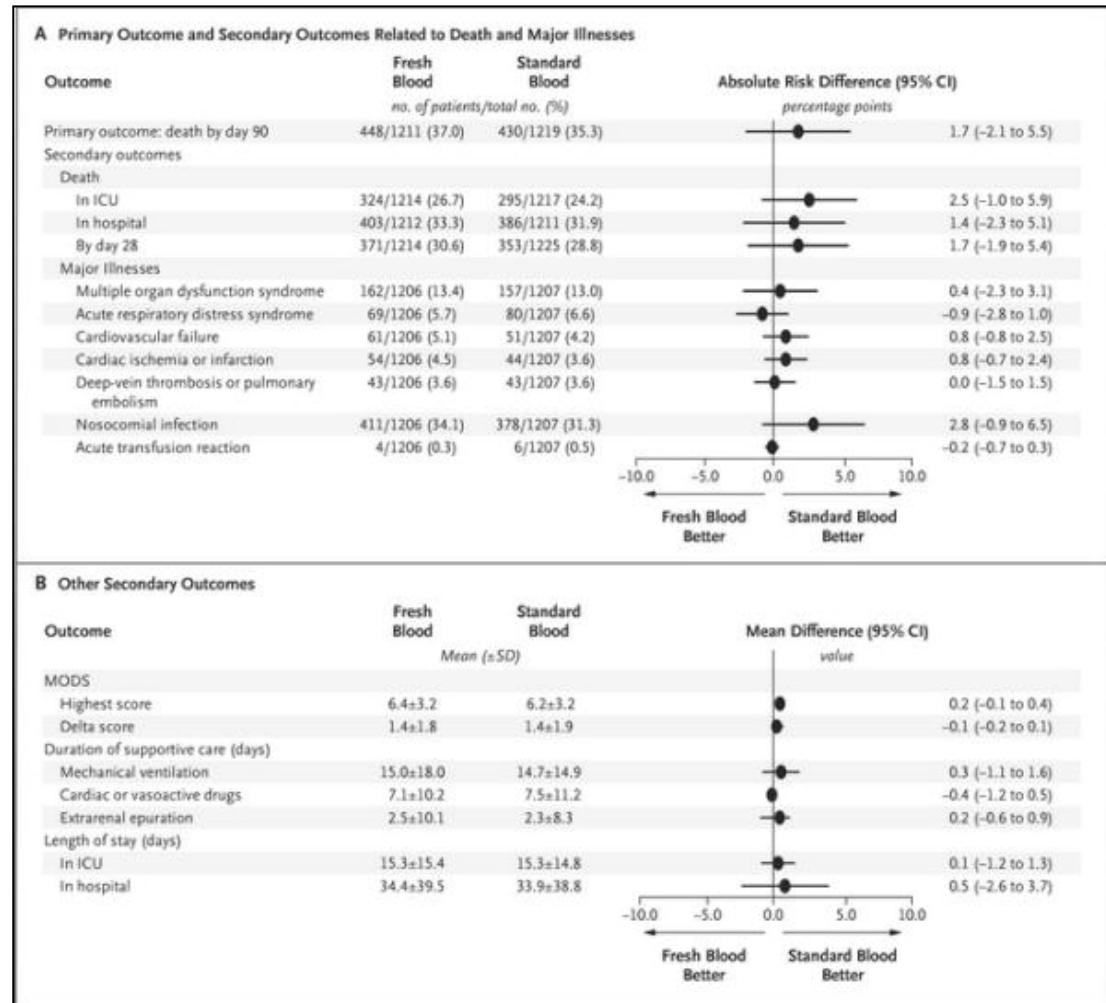 A Primary Outcome and Secondary Outcomes Related to Death and Major Illnesses
Fresh Standard
Outcome Blood Blood Absolute Risk Difference (95% CI)
no. of patients/total no. (%) percentage points
Primary outcome: death by day 90 448/1211 (37.0) 430/1219 (35.3) 1.7 (–2.1 to 5.5)
Secondary outcomes
Death
In ICU 324/1214 (26.7) 295/1217 (24.2) 2.5 (–1.0 to 5.9)
In hospital 403/1212 (33.3) 386/1211 (31.9) 1.4 (–2.3 to 5.1)
By day 28 371/1214 (30.6) 353/1225 (28.8) 1.7 (–1.9 to 5.4)
Major Illnesses
Multiple organ dysfunction syndrome 162/1206 (13.4) 157/1207 (13.0) 0.4 (–2.3 to 3.1)
Acute respiratory distress syndrome 69/1206 (5.7) 80/1207 (6.6) –0.9 (–2.8 to 1.0)
Cardiovascular failure 61/1206 (5.1) 51/1207 (4.2) 0.8 (–0.8 to 2.5)
Cardiac ischemia or infarction 54/1206 (4.5) 44/1207 (3.6) 0.8 (–0.7 to 2.4)
Deep-vein thrombosis or pulmonary 43/1206 (3.6) 43/1207 (3.6) 0.0 (–1.5 to 1.5)
embolism
Nosocomial infection 411/1206 (34.1) 378/1207 (31.3) 2.8 (–0.9 to 6.5)
Acute transfusion reaction 4/1206 (0.3) 6/1207 (0.5) –0.2 (–0.7 to 0.3)
–10.0 –5.0 0.0 5.0 10.0
Fresh Blood Standard Blood
Better Better
B Other Secondary Outcomes
Fresh Standard
Outcome Blood Blood Mean Difference (95% CI)
Mean (±SD) value
MODS
Highest score 6.4±3.2 6.2±3.2 0.2 (–0.1 to 0.4)
Delta score 1.4±1.8 1.4±1.9 –0.1 (–0.2 to 0.1)
Duration of supportive care (days)
Mechanical ventilation 15.0±18.0 14.7±14.9 0.3 (–1.1 to 1.6)
Cardiac or vasoactive drugs 7.1±10.2 7.5±11.2 –0.4 (–1.2 to 0.5)
Extrarenal epuration 2.5±10.1 2.3±8.3 0.2 (–0.6 to 0.9)
Length of stay (days)
In ICU 15.3±15.4 15.3±14.8 0.1 (–1.2 to 1.3)
In hospital 34.4±39.5 33.9±38.8 0.5 (–2.6 to 3.7)
–10.0 –5.0 0.0 5.0 10.0
Fresh Blood Standard Blood
Better Better